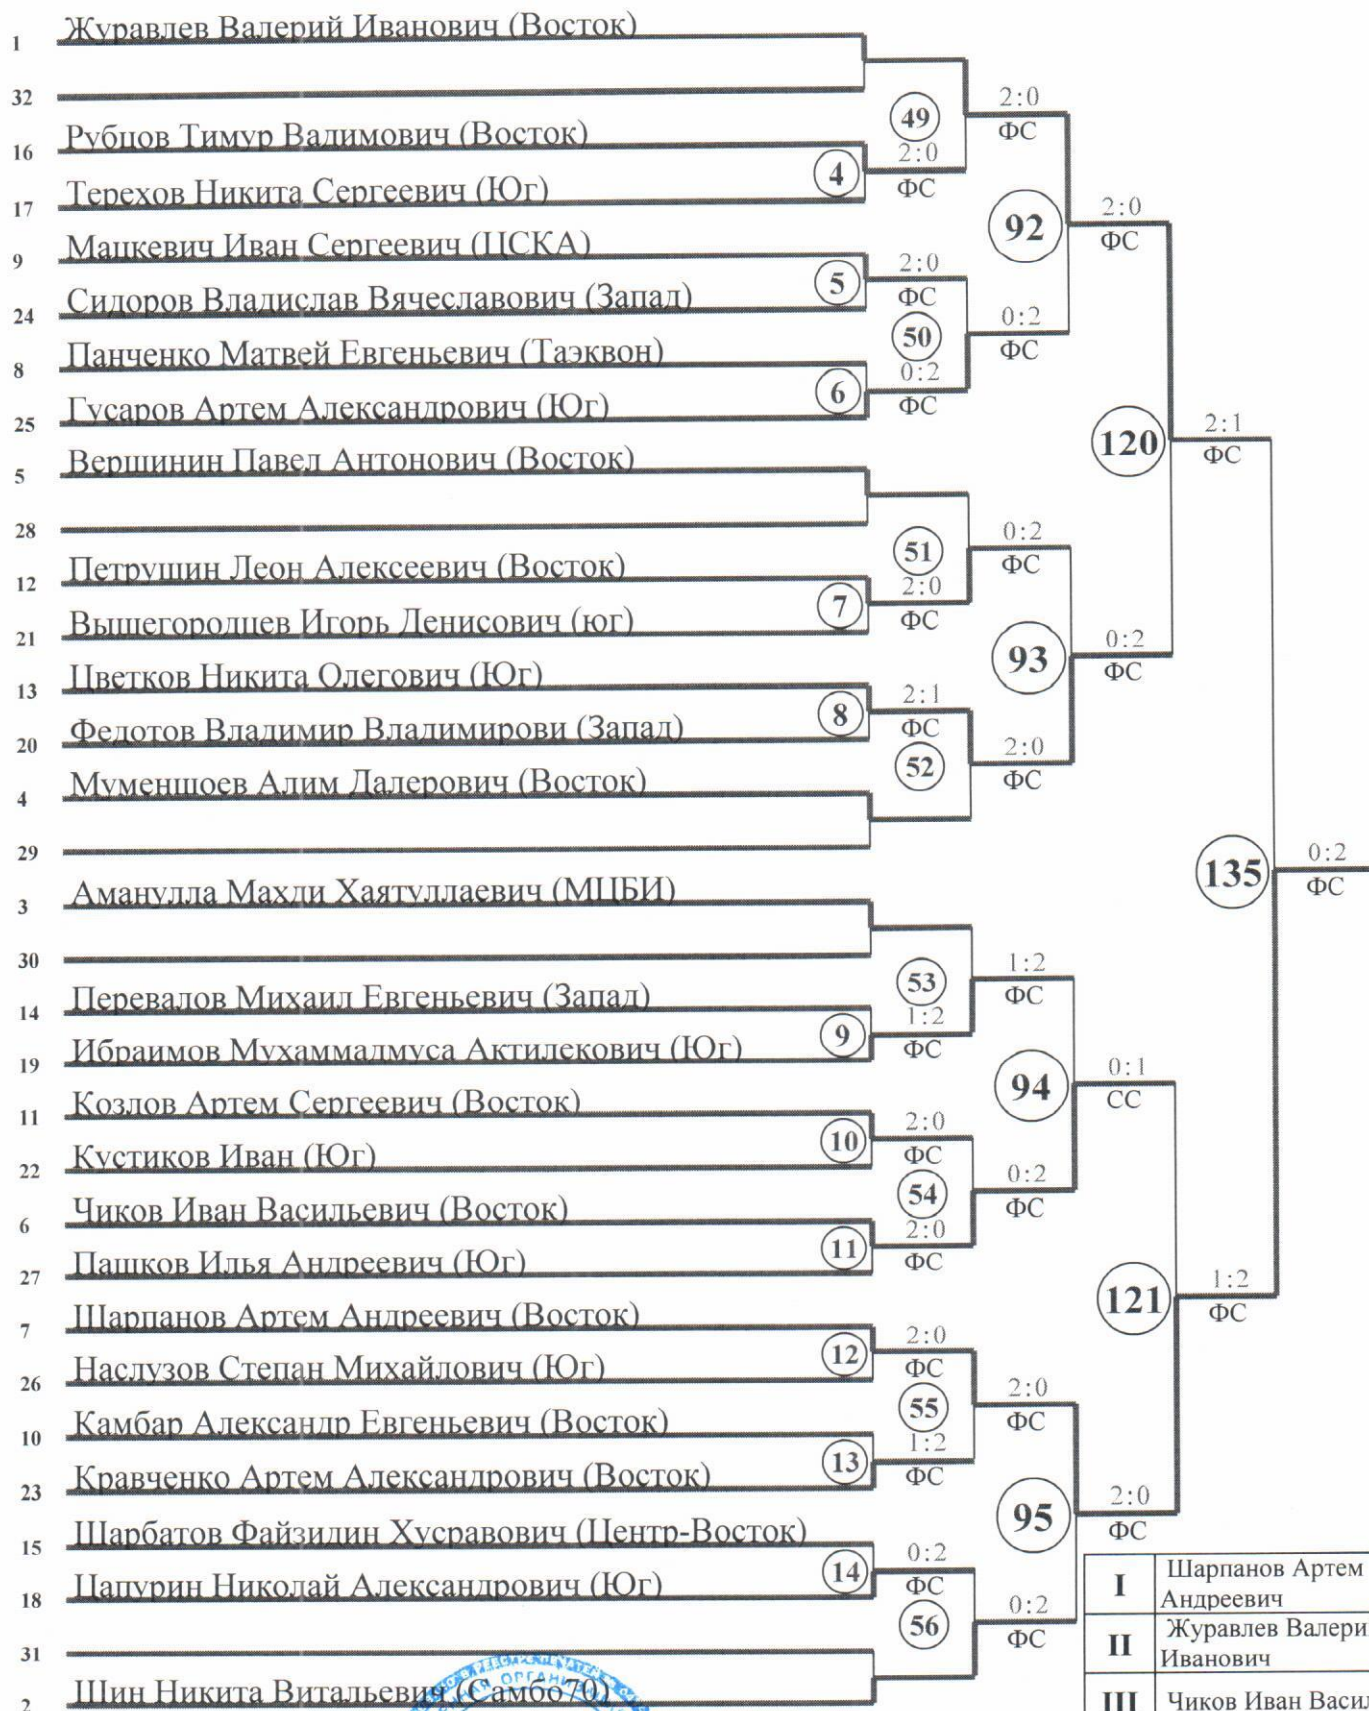 1 Журавлев Валерий Иванович (Восток)
32
2:0
49
ФС
16 Рубцов Тимур Вадимович (Восток)
2:0
4
ФС
17 Терехов Никита Сергеевич (Юг)
2:0
92
ФС
9 Мацкевич Иван Сергеевич (ЦСКА)
2:0
5
ФС
24 Сидоров Владислав Вячеславович (Запад)
0:2
50
ФС
8 Панченко Матвей Евгеньевич (Таэквон)
0:2
6
ФС
25 Гусаров Артем Александрович (Юг)
2:1
120
ФС
5 Вершинин Павел Антонович (Восток)
28
0:2
51
ФС
12 Петрушин Леон Алексеевич (Восток)
2:0
7
ФС
21 Вышегородцев Игорь Денисович (юг)
0:2
93
ФС
13 Цветков Никита Олегович (Юг)
2:1
8
ФС
20 Федотов Владимир Владимирови (Запад)
2:0
52
ФС
4 Муменшоев Алим Далерович (Восток)
29
0:2
135
ФС
3 Аманулла Махди Хаятуллаевич (МЦБИ)
30
1:2
53
ФС
14 Перевалов Михаил Евгеньевич (Запад)
1:2
9
ФС
19 Ибраимов Мухаммадмуса Актилекович (Юг)
0:1
94
СС
11 Козлов Артем Сергеевич (Восток)
2:0
10
ФС
22 Кустиков Иван (Юг)
0:2
54
ФС
6 Чиков Иван Васильевич (Восток)
2:0
11
ФС
27 Пашков Илья Андреевич (Юг)
1:2
121
ФС
7 Шарпанов Артем Андреевич (Восток)
2:0
12
ФС
26 Наслузов Степан Михайлович (Юг)
2:0
55
ФС
10 Камбар Александр Евгеньевич (Восток)
1:2
13
ФС
23 Кравченко Артем Александрович (Восток)
2:0
95
ФС
15 Шарбатов Файзидин Хусравович (Центр-Восток)
0:2
14
ФС
18 Цапурин Николай Александрович (Юг)
0:2
56
ФС
31
2 Шин Никита Витальевич (Самбо70)
I Шарпанов Артем
Андреевич
II Журавлев Валери
Иванович
III Чиков Иван Васил